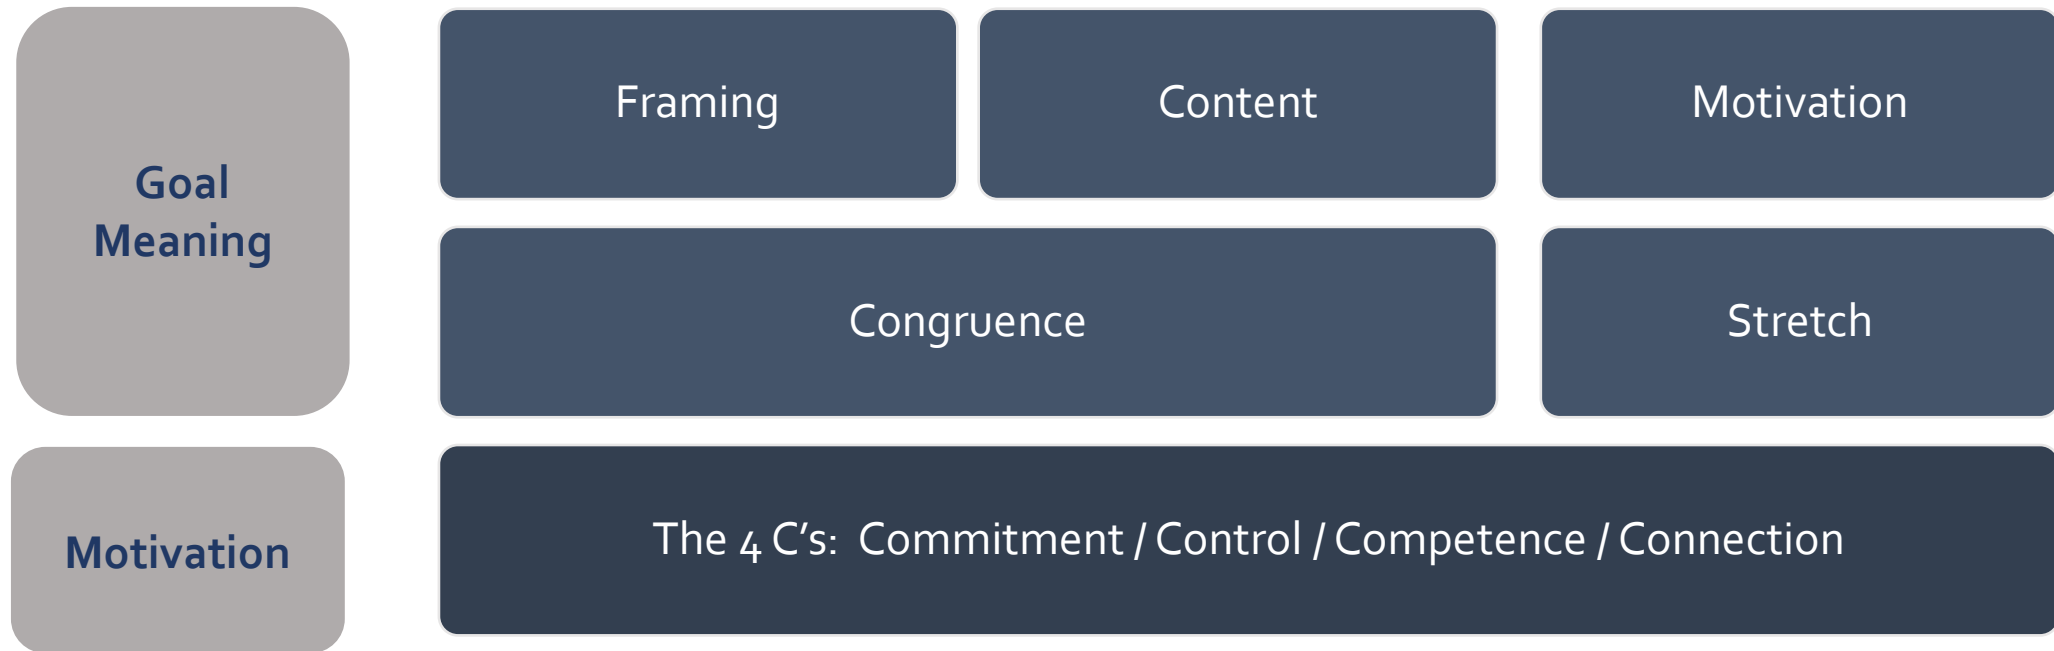 Goal
Meaning
Framing
Content
Motivation
Congruence
Stretch
Motivation
The 4 C’s:  Commitment / Control / Competence / Connection